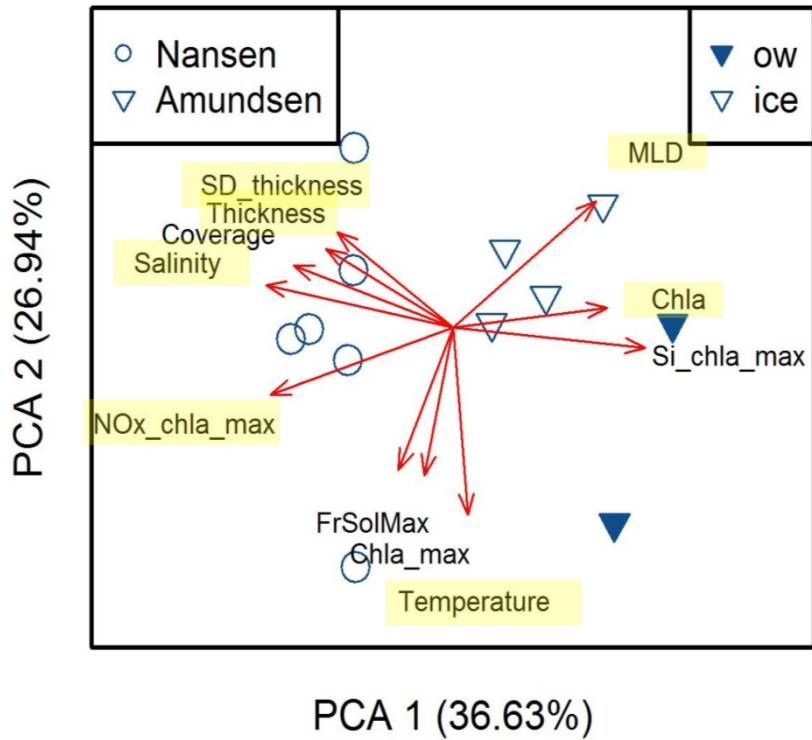 Nansen
Amundsen
ow
ice
MLD
SD_thickness
Thickness
Coverage
Salinity
Chla
Si_chla_max
NOx_chla_max
FrSolMax
Chla_max
Temperature
PCA 2 (26.94%)
PCA 1 (36.63%)